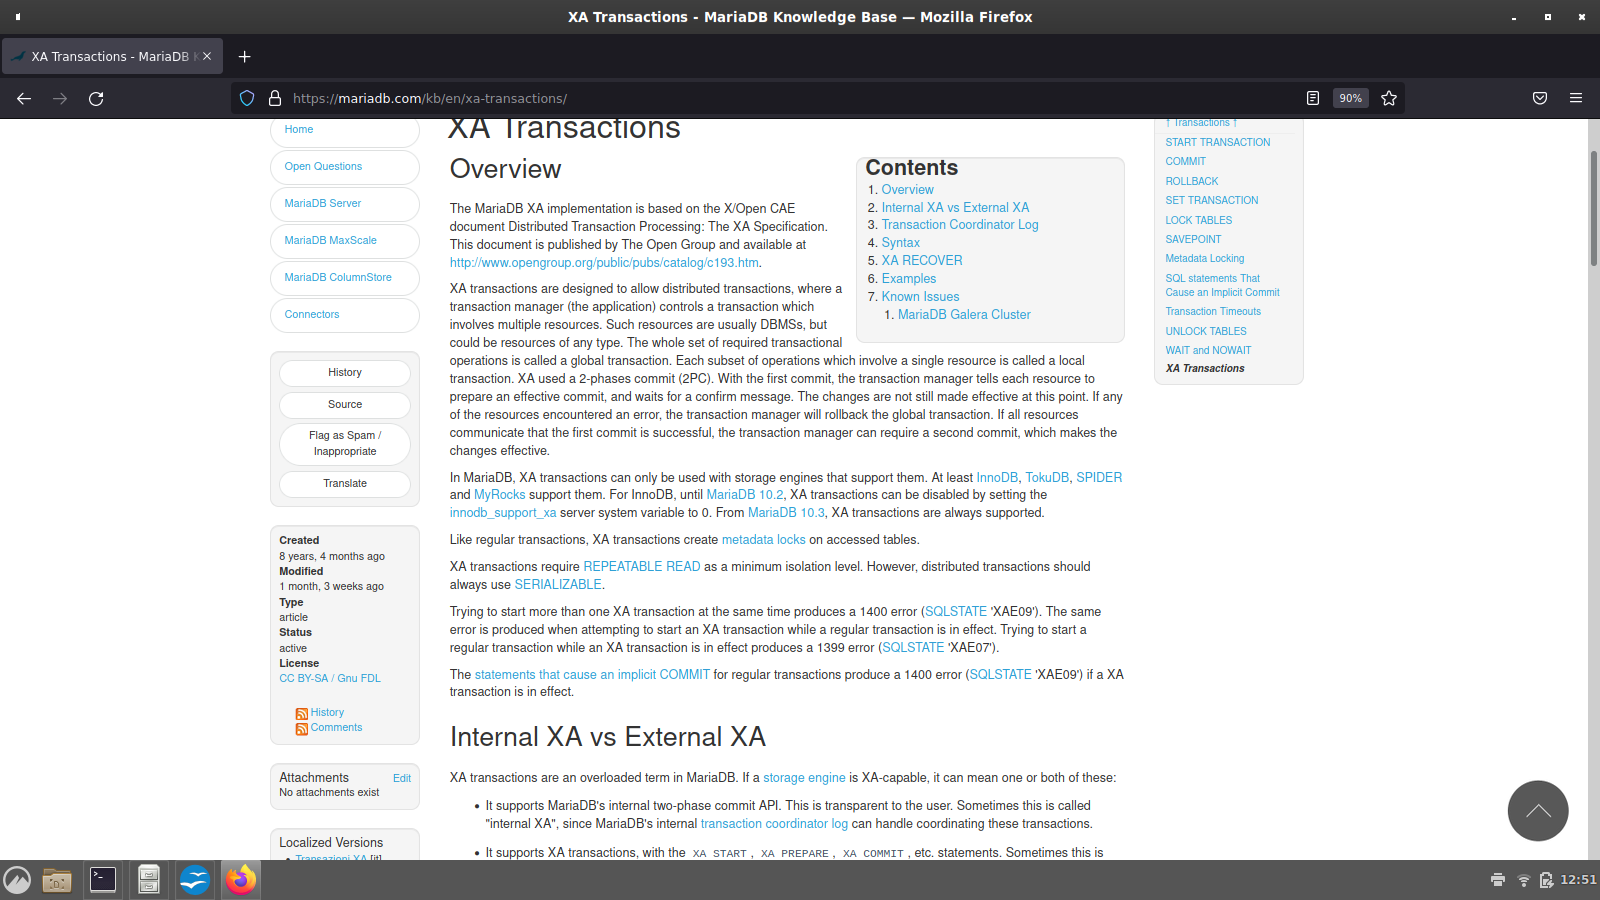 XA Transactions - MariaDB Knowledge Base — Mozilla Firefox
XA Transactions - MariaDB K
https://mariadb.com/kb/en/xa-transactions/
90%
Home
Open Questions
MariaDB Server
MariaDB MaxScale
MariaDB ColumnStore
Connectors
History
Source
Flag as Spam /
Inappropriate
Translate
Created
8 years, 4 months ago
Modified
1 month, 3 weeks ago
Type
article
Status
active
License
CC BY-SA / Gnu FDL
History
Comments
Attachments
Edit
No attachments exist
Localized Versions
• Transazioni XA [it]
XA Transactions
Overview
The MariaDB XA implementation is based on the X/Open CAE
document Distributed Transaction Processing: The XA Specification.
This document is published by The Open Group and available at
http://www.opengroup.org/public/pubs/catalog/c193.htm.
XA transactions are designed to allow distributed transactions, where a
transaction manager (the application) controls a transaction which
involves multiple resources. Such resources are usually DBMSs, but
could be resources of any type. The whole set of required transactional
operations is called a global transaction. Each subset of operations which involve a single resource is called a local
transaction. XA used a 2-phases commit (2PC). With the first commit, the transaction manager tells each resource to
prepare an effective commit, and waits for a confirm message. The changes are not still made effective at this point. If any
of the resources encountered an error, the transaction manager will rollback the global transaction. If all resources
communicate that the first commit is successful, the transaction manager can require a second commit, which makes the
changes effective.
In MariaDB, XA transactions can only be used with storage engines that support them. At least InnoDB, TokuDB, SPIDER
and MyRocks support them. For InnoDB, until MariaDB 10.2, XA transactions can be disabled by setting the
innodb_support_xa server system variable to 0. From MariaDB 10.3, XA transactions are always supported.
Like regular transactions, XA transactions create metadata locks on accessed tables.
XA transactions require REPEATABLE READ as a minimum isolation level. However, distributed transactions should
always use SERIALIZABLE.
Trying to start more than one XA transaction at the same time produces a 1400 error (SQLSTATE 'XAE09'). The same
error is produced when attempting to start an XA transaction while a regular transaction is in effect. Trying to start a
regular transaction while an XA transaction is in effect produces a 1399 error (SQLSTATE 'XAE07').
The statements that cause an implicit COMMIT for regular transactions produce a 1400 error (SQLSTATE 'XAE09') if a XA
transaction is in effect.
Internal XA vs External XA
XA transactions are an overloaded term in MariaDB. If a storage engine is XA-capable, it can mean one or both of these:
• It supports MariaDB's internal two-phase commit API. This is transparent to the user. Sometimes this is called
"internal XA", since MariaDB's internal transaction coordinator log can handle coordinating these transactions.
• It supports XA transactions, with the XA START, XA PREPARE, XA COMMIT, etc. statements. Sometimes this is
Contents
1. Overview
2. Internal XA vs External XA
3. Transaction Coordinator Log
4. Syntax
5. XA RECOVER
6. Examples
7. Known Issues
1. MariaDB Galera Cluster
↑ Transactions ↑
START TRANSACTION
COMMIT
ROLLBACK
SET TRANSACTION
LOCK TABLES
SAVEPOINT
Metadata Locking
SQL statements That
Cause an Implicit Commit
Transaction Timeouts
UNLOCK TABLES
WAIT and NOWAIT
XA Transactions
12:51